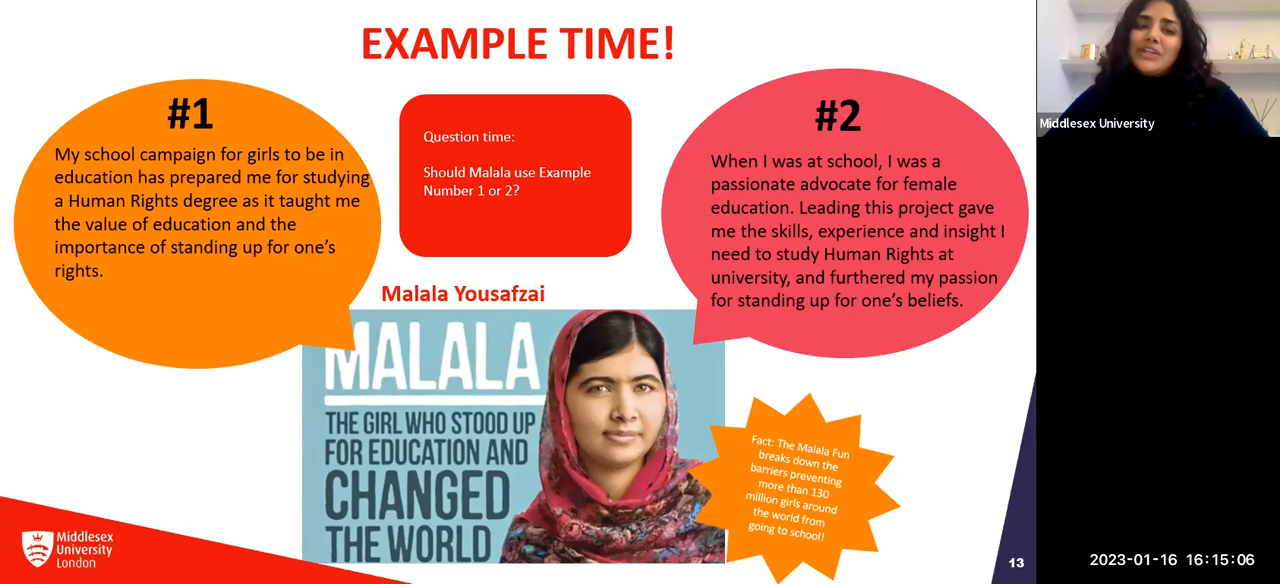 EXAMPLE TIME!
#1
My school campaign for girls to be in
education has prepared me for studying
a Human Rights degree as it taught me
the value of education and the
importance of standing up for one's
rights.
Question time:
Should Malala use Example
Number 1 or 2?
#2
When I was at school, I was a
passionate advocate for female
education. Leading this project gave
me the skills, experience and insight I
need to study Human Rights at
university, and furthered my passion
for standing up for one's beliefs.
Malala Yousafzai
MALALA
THE GIRL WHO STOOD UP
FOR EDUCATION AND
CHANGED
THE WORLD
Fact: The Malala Fun
breaks down the
barriers preventing
more than 130
million girls around
the world from
going to school!
Middlesex
University
London
13
Middlesex University
2023-01-16 16:15:06